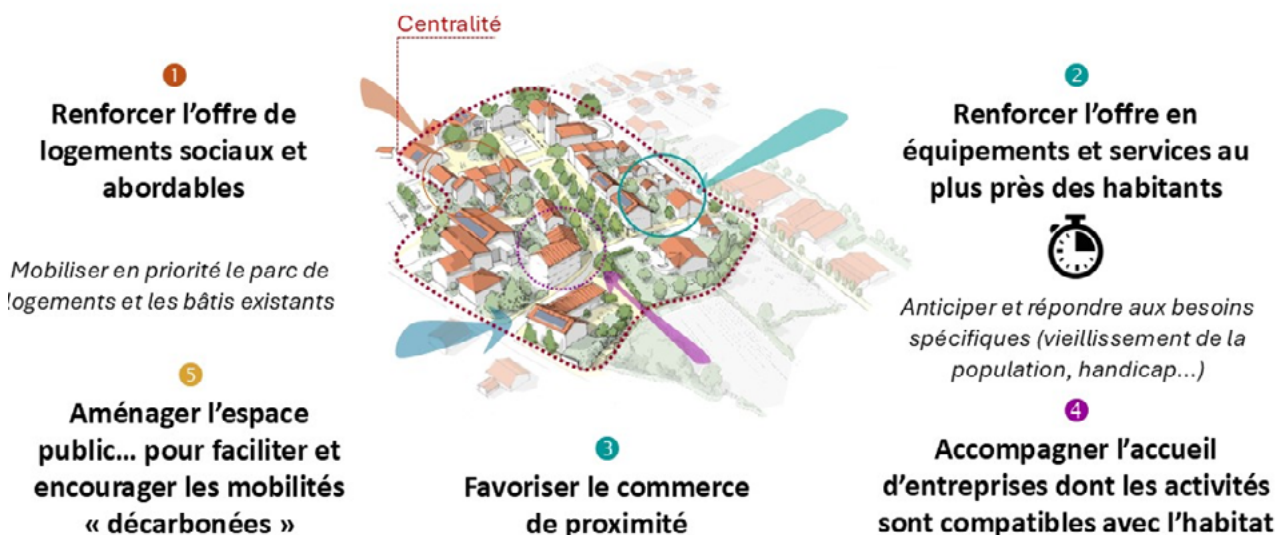 Centralité
1
Renforcer l'offre de
logements sociaux et
abordables
Mobiliser en priorité le parc de
logements et les bâtis existants
2
Renforcer l'offre en
équipements et services au
plus près des habitants
Anticiper et répondre aux besoins
spécifiques (vieillissement de la
population, handicap...)
3
Favoriser le commerce
de proximité
4
Accompagner l'accueil
d'entreprises dont les activités
sont compatibles avec l'habitat
5
Aménager l'espace
public... pour faciliter et
encourager les mobilités
« décarbonées »